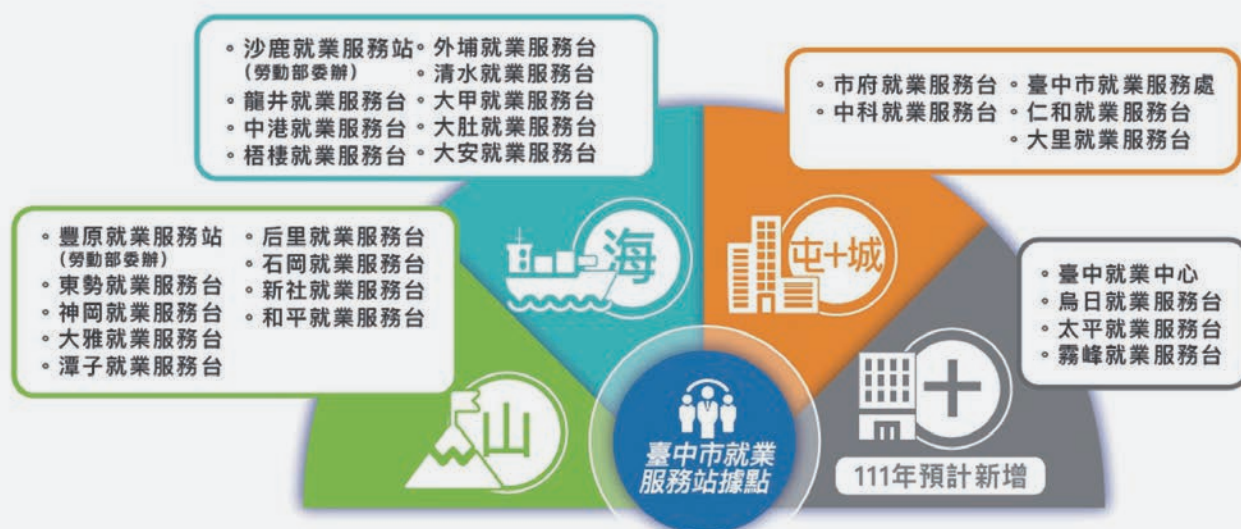 。沙鹿就業服務站
(勞動部委辦)
。龍井就業服務台
。中港就業服務台
。梧棲就業服務台
。外埔就業服務台
。清水就業服務台
。大甲就業服務台
。大肚就業服務台
。大安就業服務台
。市府就業服務台
。中科就業服務台
。臺中市就業服務處
。仁和就業服務台
。大里就業服務台
。豐原就業服務站
(勞動部委辦)
。東勢就業服務台
。神岡就業服務台
。大雅就業服務台
。潭子就業服務台
。后里就業服務台
。石岡就業服務台
。新社就業服務台
。和平就業服務台
海
屯+城
。臺中就業中心
。烏日就業服務台
。太平就業服務台
。霧峰就業服務台
山
十
臺中市就業
服務站據點
111年預計新增